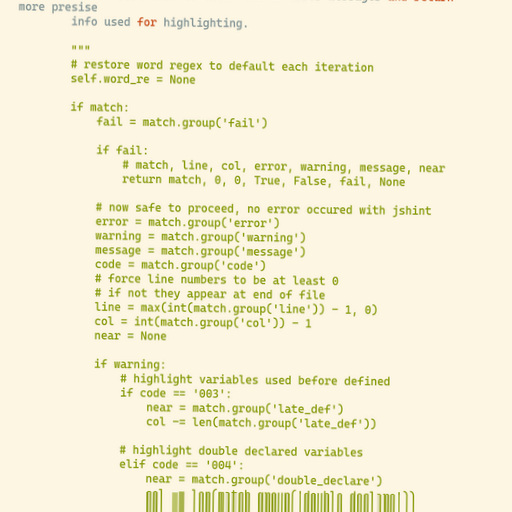 more presise
info used for highlighting.
"""
# restore word regex to default each iteration
self.word_re = None
if match:
fail = match.group('fail')
if fail:
# match, line, col, error, warning, message, near
return match, 0, 0, True, False, fail, None
# now safe to proceed, no error occured with jshint
error = match.group('error')
warning = match.group('warning')
message = match.group('message')
code = match.group('code')
# force line numbers to be at least 0
# if not they appear at end of file
line = max(int(match.group('line')) - 1, 0)
col = int(match.group('col')) - 1
near = None
if warning:
# highlight variables used before defined
if code == '003':
near = match.group('late_def')
col -= len(match.group('late_def'))
# highlight double declared variables
elif code == '004':
near = match.group('double_declare')